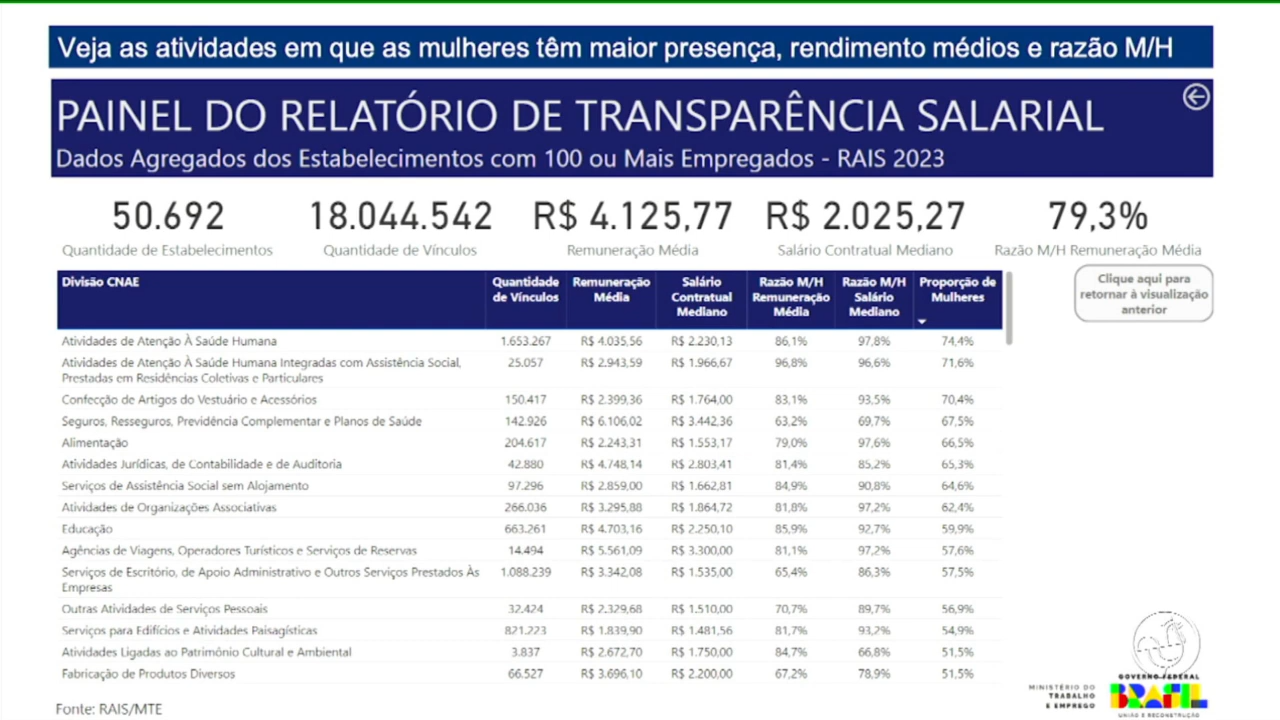 Veja as atividades em que as mulheres têm maior presença, rendimento médios e razão M/H
PAINEL DO RELATÓRIO DE TRANSPARÊNCIA SALARIAL
Dados Agregados dos Estabelecimentos com 100 ou Mais Empregados - RAIS 2023
50.692 18.044.542 R$ 4.125,77 R$ 2.025,27 79,3%
Quantidade de Estabelecimentos Quantidade de Vínculos Remuneração Média Salário Contratual Mediano Razão M/H Remuneração Média
Clique aqui para
retornar à visualização
anterior
Divisão CNAE Quantidade Remuneração Salário Razão M/H Razão M/H Proporção de
de Vínculos Média Contratual Remuneração Salário Mulheres
Mediano Média Mediano
Atividades de Atenção À Saúde Humana 1.653.267 R$ 4.035,56 R$ 2.230,13 86,1% 97,8% 74,4%
Atividades de Atenção À Saúde Humana Integradas com Assistência Social, 25.057 R$ 2.943,59 R$ 1.966,67 96,8% 96,6% 71,6%
Prestadas em Residências Coletivas e Particulares
Confecção de Artigos do Vestuário e Acessórios 150.417 R$ 2.399,36 R$ 1.764,00 83,1% 93,5% 70,4%
Seguros, Resseguros, Previdência Complementar e Planos de Saúde 142.926 R$ 6.106,02 R$ 3.442,36 63,2% 69,7% 67,5%
Alimentação 204.617 R$ 2.243,31 R$ 1.553,17 79,0% 97,6% 66,5%
Atividades Jurídicas, de Contabilidade e de Auditoria 42.880 R$ 4.748,14 R$ 2.803,41 81,4% 85,2% 65,3%
Serviços de Assistência Social sem Alojamento 97.296 R$ 2.859,00 R$ 1.662,81 84,9% 90,8% 64,6%
Atividades de Organizações Associativas 266.036 R$ 3.295,88 R$ 1.864,72 81,8% 97,2% 62,4%
Educação 663.261 R$ 4.703,16 R$ 2.250,10 85,9% 92,7% 59,9%
Agências de Viagens, Operadores Turísticos e Serviços de Reservas 14.494 R$ 5.561,09 R$ 3.300,00 81,1% 97,2% 57,6%
Serviços de Escritório, de Apoio Administrativo e Outros Serviços Prestados Às 1.088.239 R$ 3.342,08 R$ 1.535,00 65,4% 86,3% 57,5%
Empresas
Outras Atividades de Serviços Pessoais 32.424 R$ 2.329,68 R$ 1.510,00 70,7% 89,7% 56,9%
Serviços para Edifícios e Atividades Paisagísticas 821.223 R$ 1.839,90 R$ 1.481,56 81,7% 93,2% 54,9%
Atividades Ligadas ao Patrimônio Cultural e Ambiental 3.837 R$ 2.672,70 R$ 1.750,00 84,7% 66,8% 51,5%
Fabricação de Produtos Diversos 66.527 R$ 3.696,10 R$ 2.200,00 67,2% 78,9% 51,5%
Fonte: RAIS/MTE
MINISTÉRIO DO
TRABALHO
E EMPREGO
GOVERNO FEDERAL
BRASIL
UNIÃO E RECONSTRUÇÃO